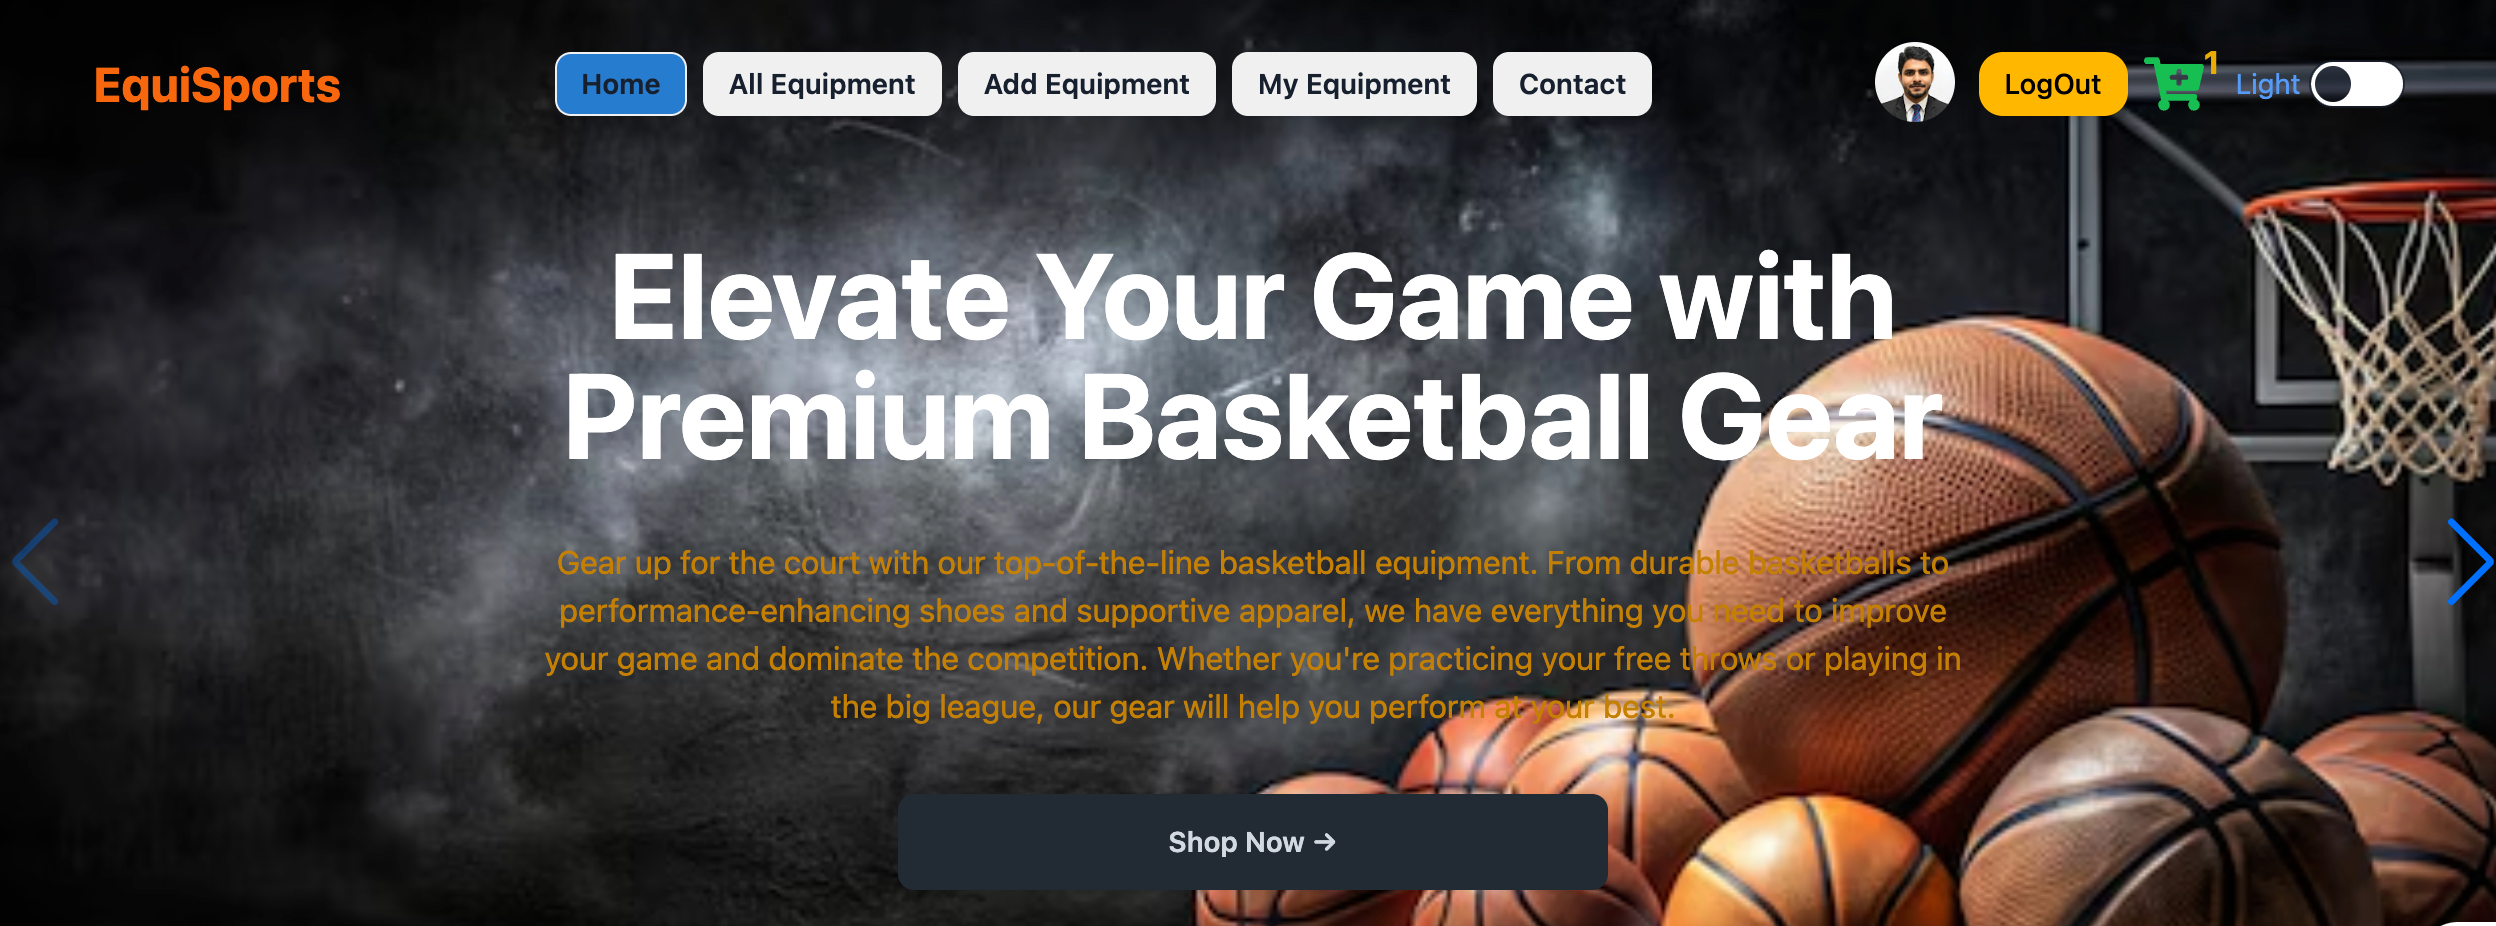 EquiSports
Home
All Equipment
Add Equipment
My Equipment
Contact
LogOut
1
Light
Elevate Your Game with
Premium Basketball Gear
Gear up for the court with our top-of-the-line basketball equipment. From durable basketballs to
performance-enhancing shoes and supportive apparel, we have everything you need to improve
your game and dominate the competition. Whether you're practicing your free throws or playing in
the big league, our gear will help you perform at your best.
Shop Now →